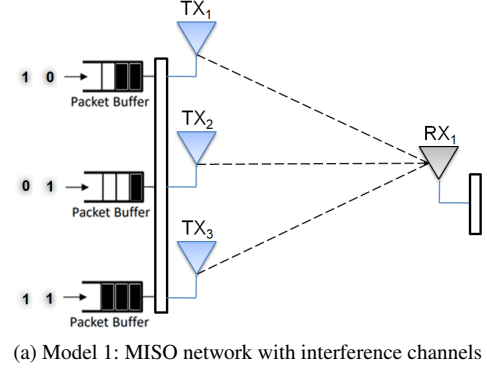 TX1
1 0
Packet Buffer
TX2
RX1
0 1
Packet Buffer
TX3
1 1
Packet Buffer
(a) Model 1: MISO network with interference channels